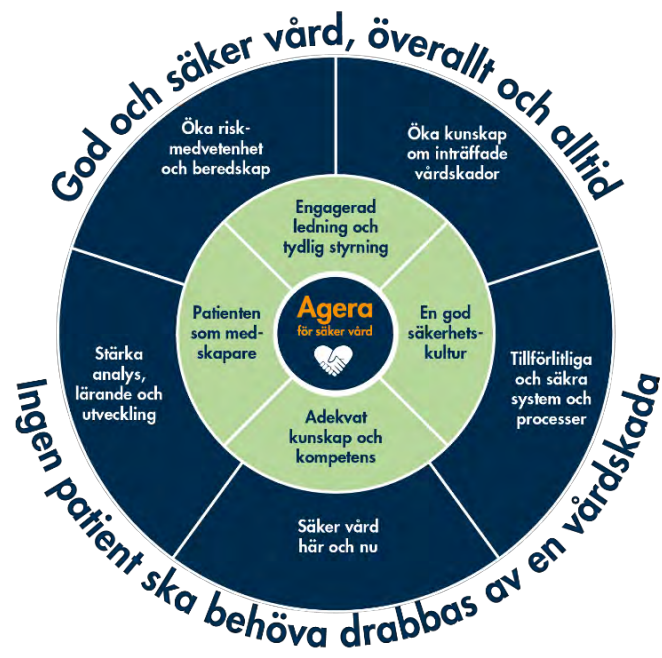 God och säker vård, överallt och alltid
Öka risk-
medvetenhet
och beredskap
Öka kunskap
om inträffade
vårdskador
Engagerad
ledning och
tydlig styrning
Patienten
som med-
skapare
Agera
för säker vård
En god
säkerhets-
kultur
Stärka
analys,
lärande och
utveckling
Tillförlitliga
och säkra
system och
processer
Adekvat
kunskap och
kompetens
Säker vård
här och nu
Ingen patient ska behöva drabbas av en vårdskada